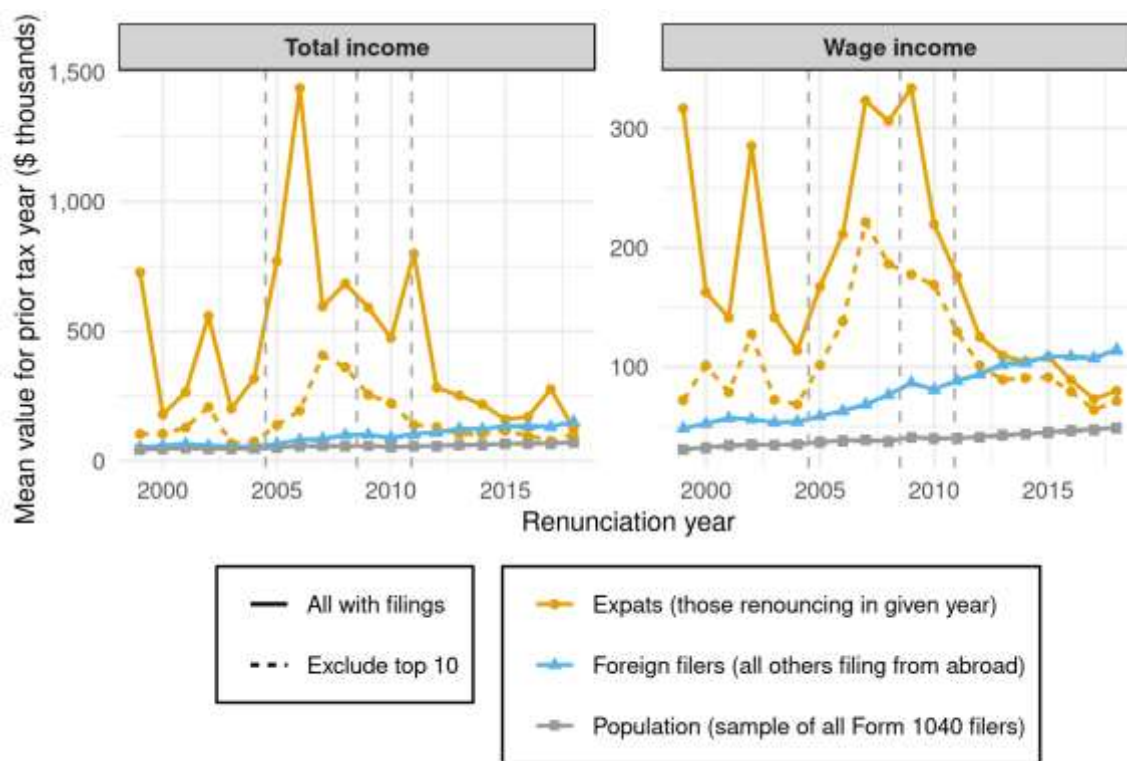 Total income
Wage income
Mean value for prior tax year ($ thousands)
1,500
1,000
500
0
300
200
100
2000 2005 2010 2015
2000 2005 2010 2015
Renunciation year
All with filings
Exclude top 10
Expats (those renouncing in given year)
Foreign filers (all others filing from abroad)
Population (sample of all Form 1040 filers)